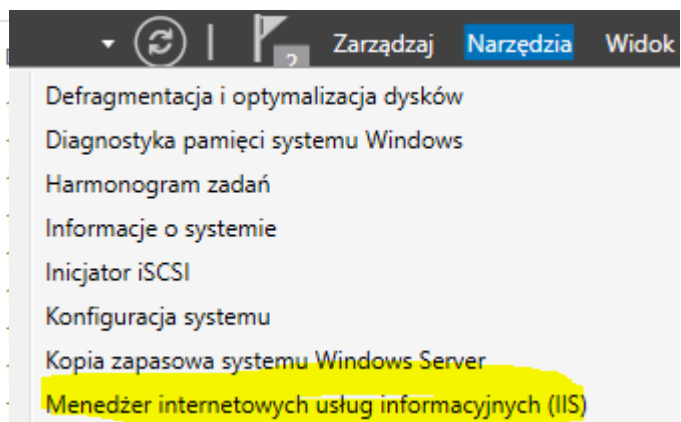 2 Zarządzaj Narzędzia Widok
Defragmentacja i optymalizacja dysków
Diagnostyka pamięci systemu Windows
Harmonogram zadań
Informacje o systemie
Inicjator iSCSI
Konfiguracja systemu
Kopia zapasowa systemu Windows Server
Menedżer internetowych usług informacyjnych (IIS)